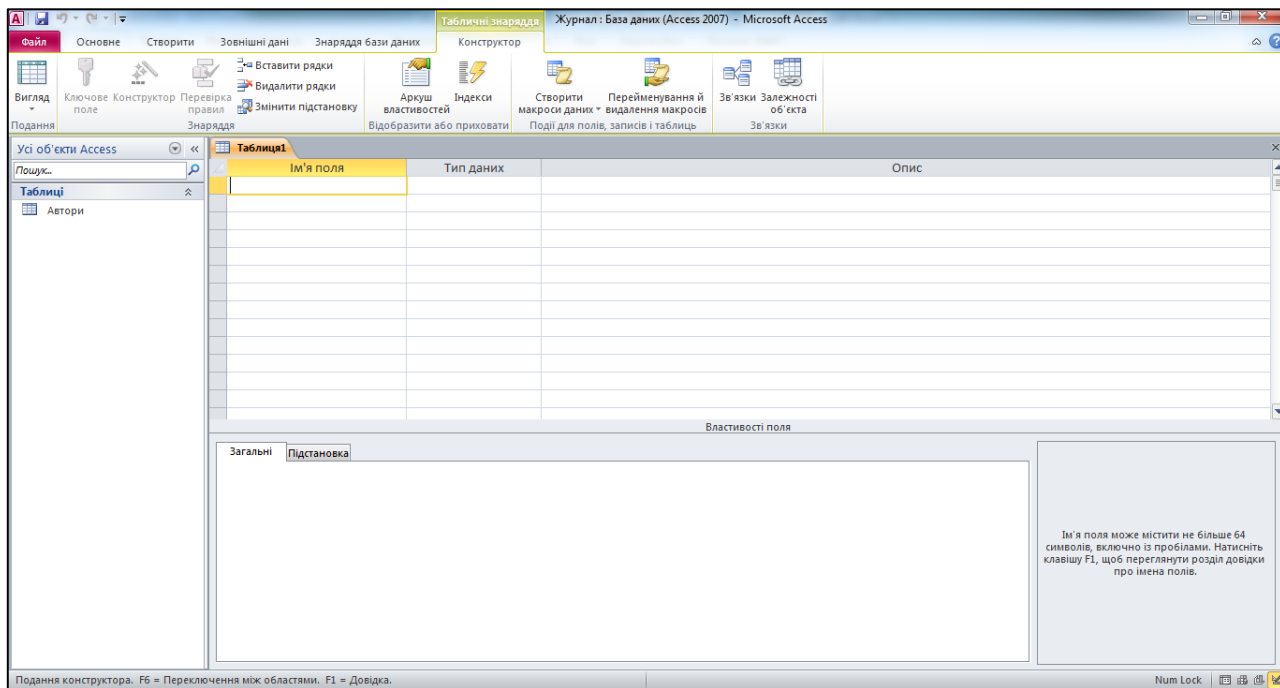 Табличні знаряддя
Журнал : База даних (Access 2007) - Microsoft Access
Файл Основне Створити Зовнішні дані Знаряддя бази даних Конструктор
Вигляд
Ключове поле
Конструктор
Перевірка правил
Вставити рядки
Видалити рядки
Змінити підстановку
Аркуш властивостей
Індекси
Створити макроси даних
Перейменування й видалення макросів
Зв'язки
Залежності об'єкта
Подання Знаряддя Відобразити або приховати Події для полів, записів і таблиць Зв'язки
Усі об'єкти Access
Пошук...
Таблиці
Автори
Таблиця1
Ім'я поля Тип даних Опис
Властивості поля
Загальні Підстановка
Ім'я поля може містити не більше 64
символів, включно із пробілами. Натисніть
клавішу F1, щоб переглянути розділ довідки
про імена полів.
Подання конструктора. F6 = Переключення між областями. F1 = Довідка. Num Lock